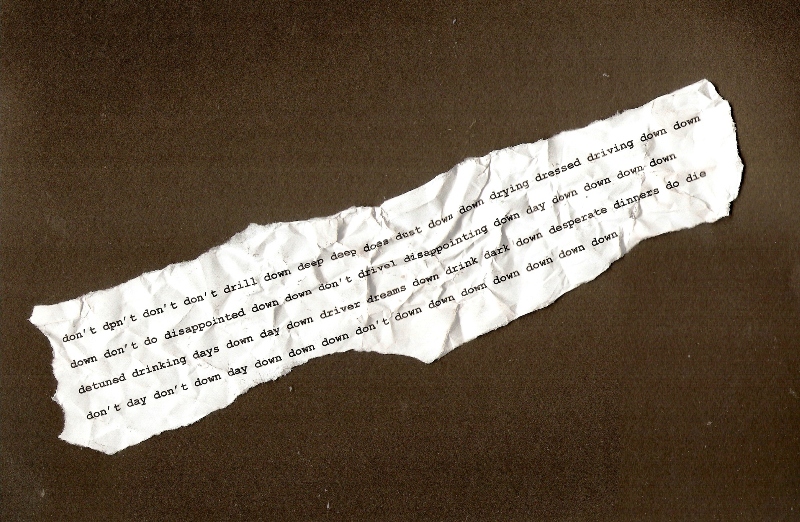 don't dpn't don't don't drill down deep deep does dust down down drying dressed driving down down
down don't do disappointed down down don't drivel disappointing down day down down down down
detuned drinking days down day down driver dreams down drink dark down desperate dinners do die
don't day don't down day down down down don't down down down down down down down